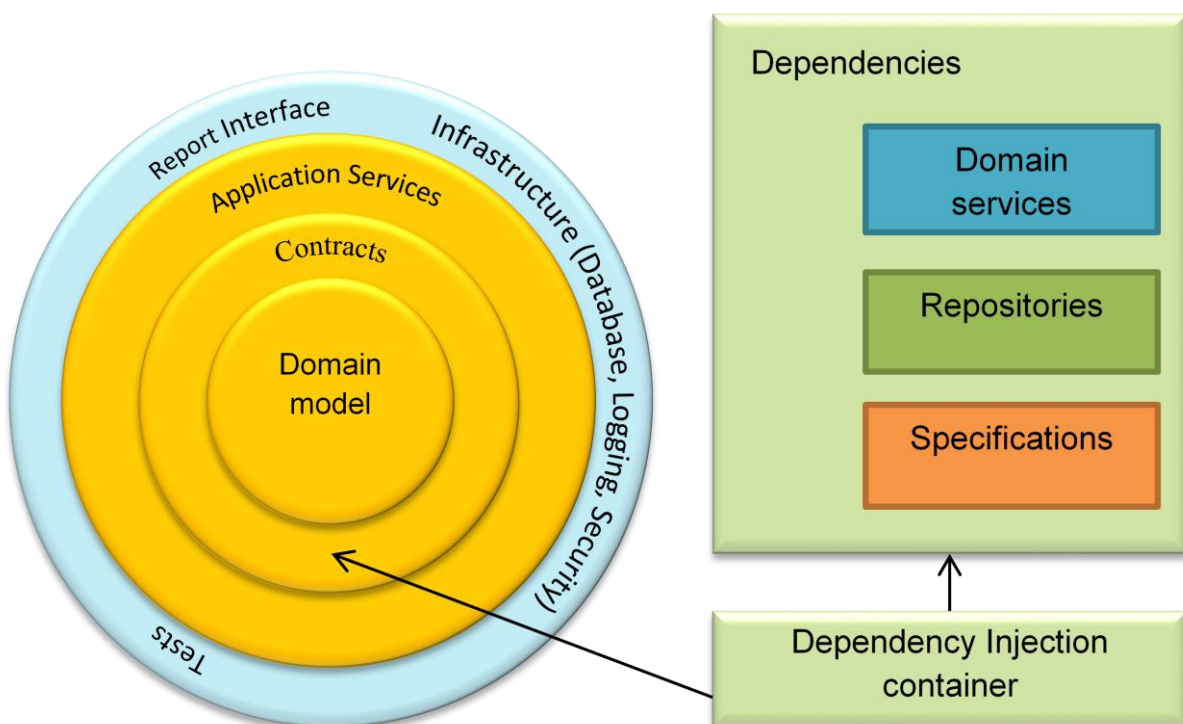 Report Interface
Infrastructure (Database, Logging, Security)
Application Services
Contracts
Domain
model
Tests
Dependencies
Domain
services
Repositories
Specifications
Dependency Injection
container